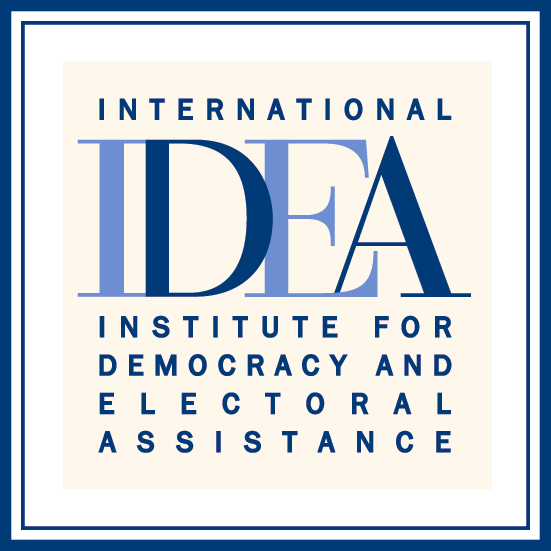 INTERNATIONAL
IDEA
INSTITUTE FOR
DEMOCRACY AND
ELECTORAL
ASSISTANCE